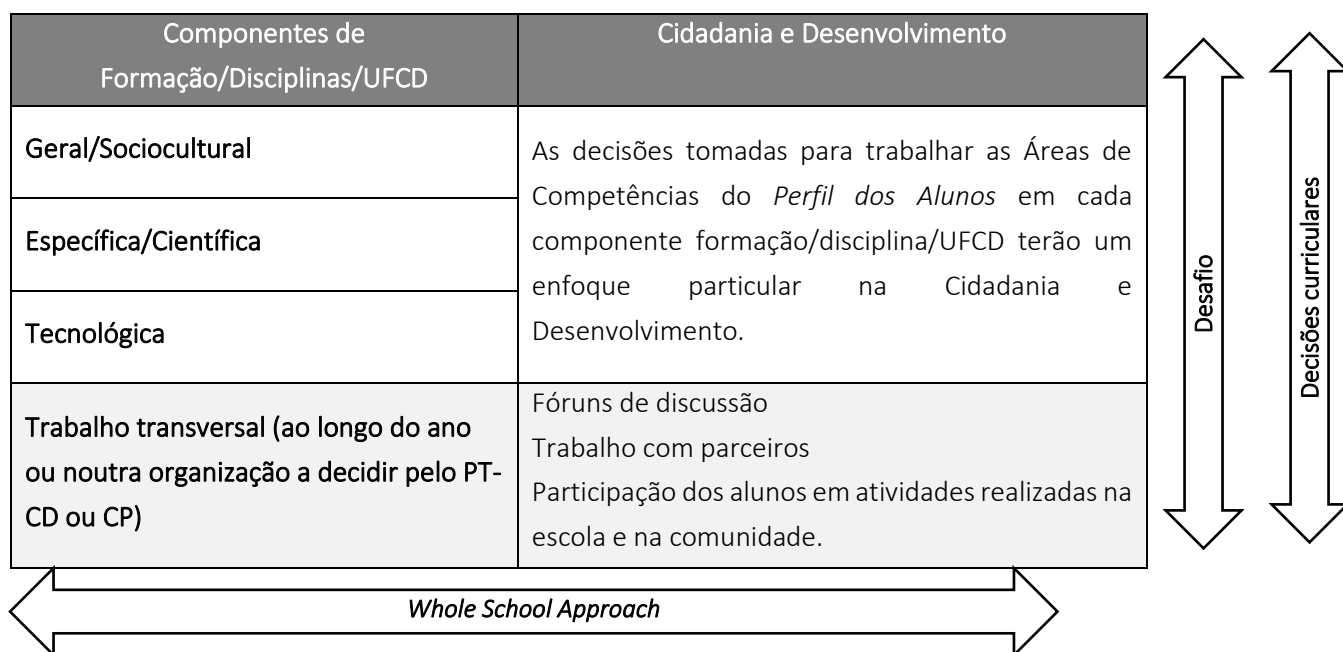 Componentes de
Formação/Disciplinas/UFCD
Cidadania e Desenvolvimento
Geral/Sociocultural
Específica/Científica
Tecnológica
As decisões tomadas para trabalhar as Áreas de
Competências do Perfil dos Alunos em cada
componente formação/disciplina/UFCD terão um
enfoque particular na Cidadania e
Desenvolvimento.
Trabalho transversal (ao longo do ano
ou noutra organização a decidir pelo PT-
CD ou CP)
Fóruns de discussão
Trabalho com parceiros
Participação dos alunos em atividades realizadas na
escola e na comunidade.
Desafio
Decisões curriculares
Whole School Approach